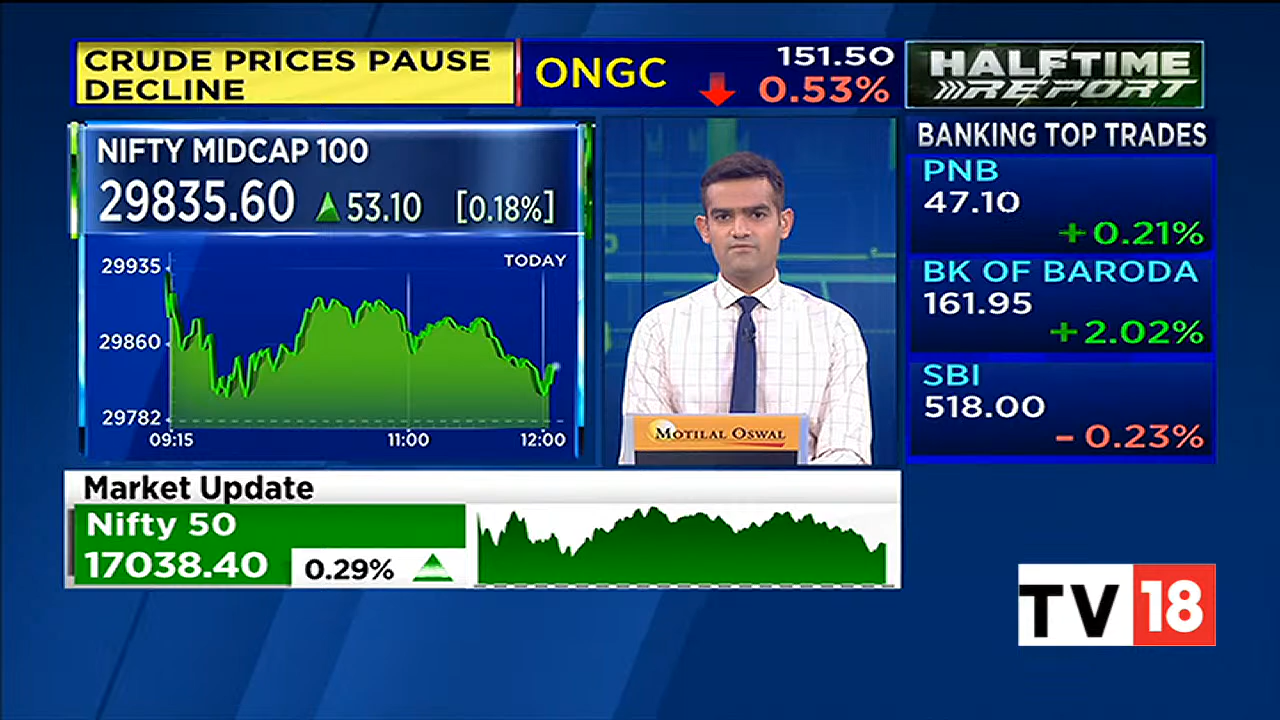 CRUDE PRICES PAUSE
DECLINE
ONGC
151.50
0.53%
HALFTIME
REPORT
NIFTY MIDCAP 100
29835.60 53.10 [0.18%]
TODAY
29935
29860
29782
09:15 11:00 12:00
MOTILAL OSWAL
BANKING TOP TRADES
PNB
47.10
+0.21%
BK OF BARODA
161.95
+2.02%
SBI
518.00
- 0.23%
Market Update
Nifty 50
17038.40 0.29%
TV18